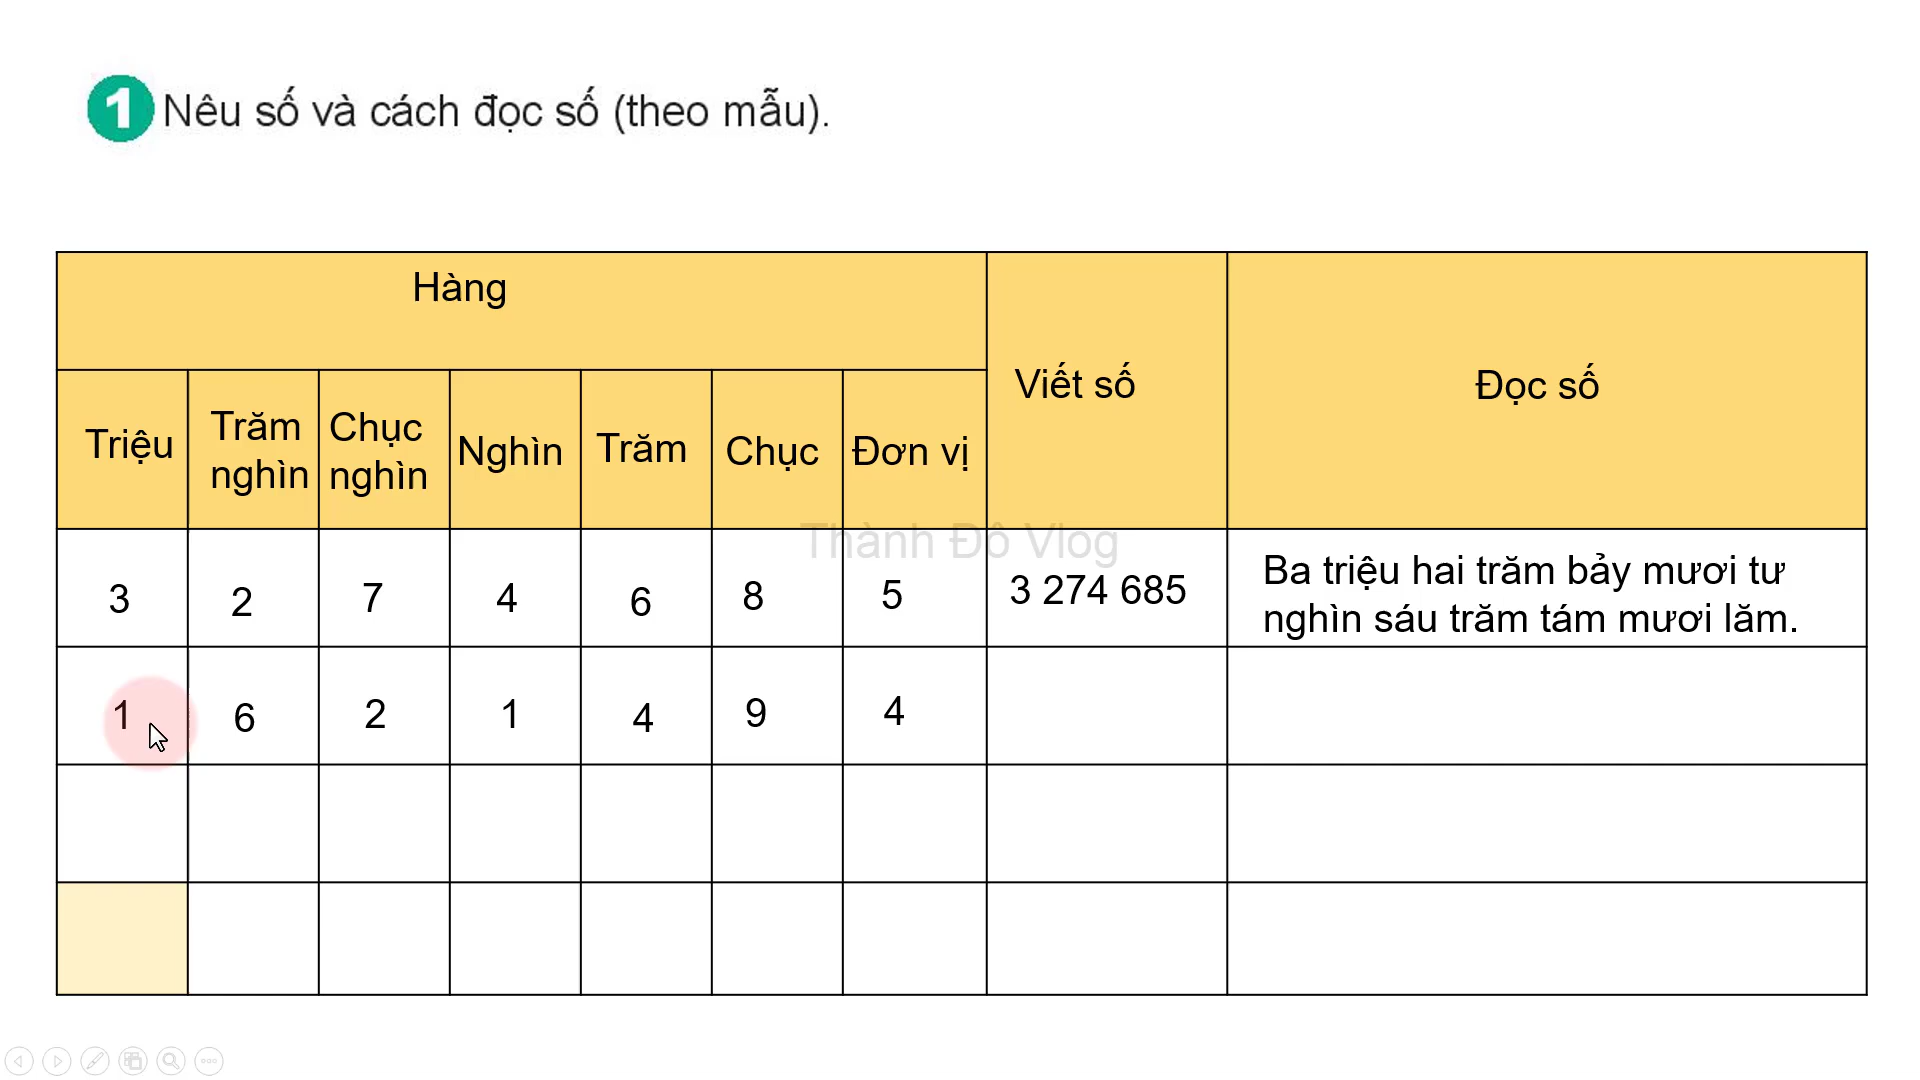 1 Nêu số và cách đọc số (theo mẫu).
Hàng
Viết số
Đọc số
Triệu
Trăm
nghìn
Chục
nghìn
Nghìn
Trăm
Chục
Đơn vị
Thành Đô Vlog
3 2 7 4 6 8 5 3 274 685
Ba triệu hai trăm bảy mươi tư
nghìn sáu trăm tám mươi lăm.
1 6 2 1 4 9 4